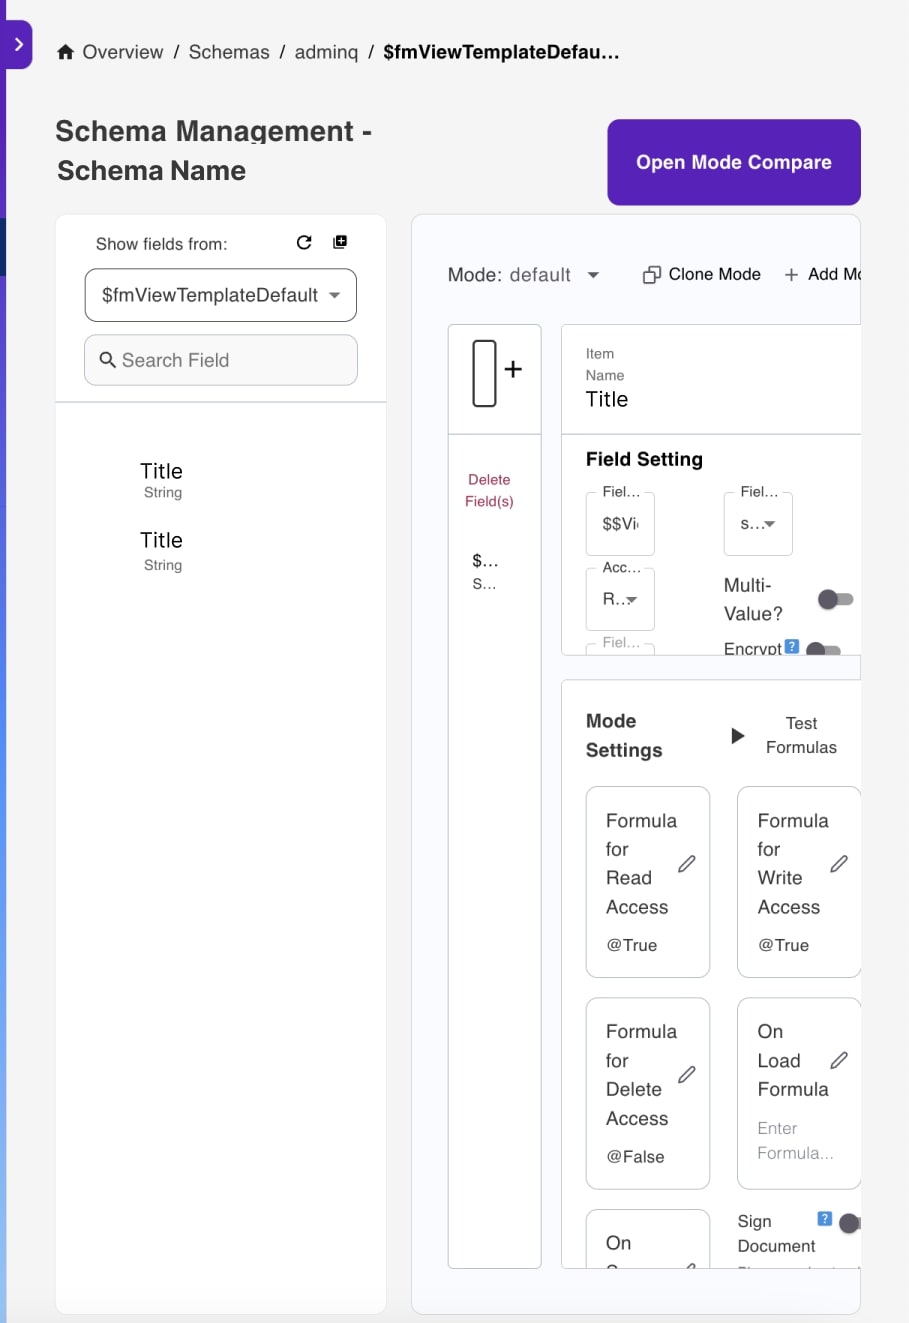 Overview / Schemas / adminq / $fmViewTemplateDefau...
Schema Management -
Schema Name
Open Mode Compare
Show fields from:
$fmViewTemplateDefault
Search Field
Title
String
Title
String
Mode: default
Clone Mode
+ Add Mo
+
Delete
Field(s)
$...
S...
Item
Name
Title
Field Setting
Fiel...
$$Vi
Fiel...
s...
Acc...
R...
Multi-
Value?
Fiel...
Encrypt ?
Mode
Settings
Test
Formulas
Formula
for
Read
Access
@True
Formula
for
Write
Access
@True
Formula
for
Delete
Access
@False
On
Load
Formula
Enter
Formula...
On
Sign
Document ?